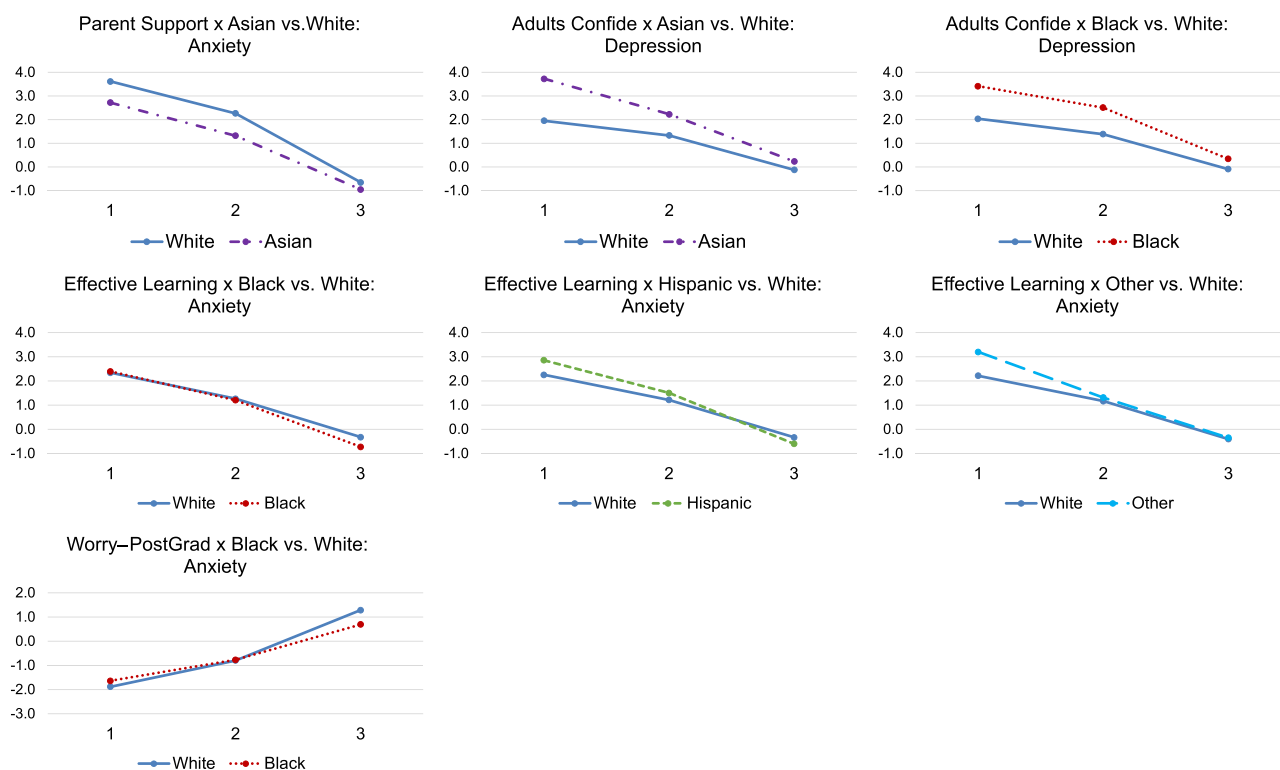 Parent Support x Asian vs.White:
Anxiety
4.0
3.0
2.0
1.0
0.0
-1.0
1 2 3
White Asian
Adults Confide x Asian vs. White:
Depression
4.0
3.0
2.0
1.0
0.0
-1.0
1 2 3
White Asian
Adults Confide x Black vs. White:
Depression
4.0
3.0
2.0
1.0
0.0
-1.0
1 2 3
White Black
Effective Learning x Black vs. White:
Anxiety
4.0
3.0
2.0
1.0
0.0
-1.0
1 2 3
White Black
Effective Learning x Hispanic vs. White:
Anxiety
4.0
3.0
2.0
1.0
0.0
-1.0
1 2 3
White Hispanic
Effective Learning x Other vs. White:
Anxiety
4.0
3.0
2.0
1.0
0.0
-1.0
1 2 3
White Other
Worry–PostGrad x Black vs. White:
Anxiety
2.0
1.0
0.0
-1.0
-2.0
-3.0
1 2 3
White Black